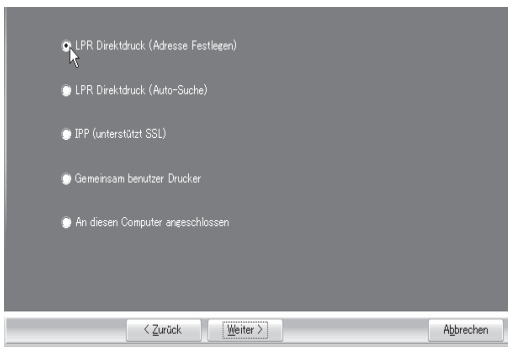 LPR Direktdruck (Adresse Festlegen)
LPR Direktdruck (Auto-Suche)
IPP (unterstützt SSL)
Gemeinsam benutzer Drucker
An diesen Computer angeschlossen
< Zurück Weiter > Abbrechen